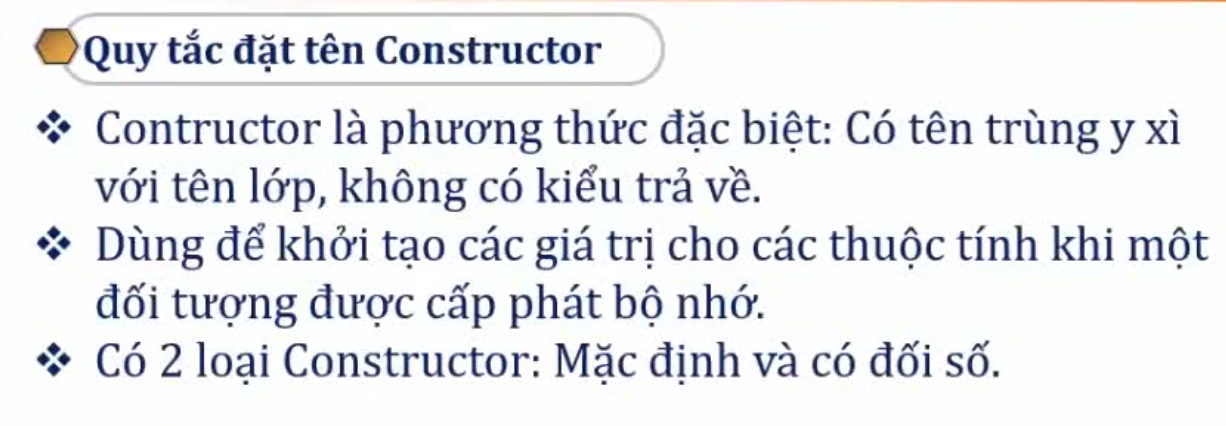 Quy tắc đặt tên Constructor
❖ Contructor là phương thức đặc biệt: Có tên trùng y xì
với tên lớp, không có kiểu trả về.
❖ Dùng để khởi tạo các giá trị cho các thuộc tính khi một
đối tượng được cấp phát bộ nhớ.
❖ Có 2 loại Constructor: Mặc định và có đối số.